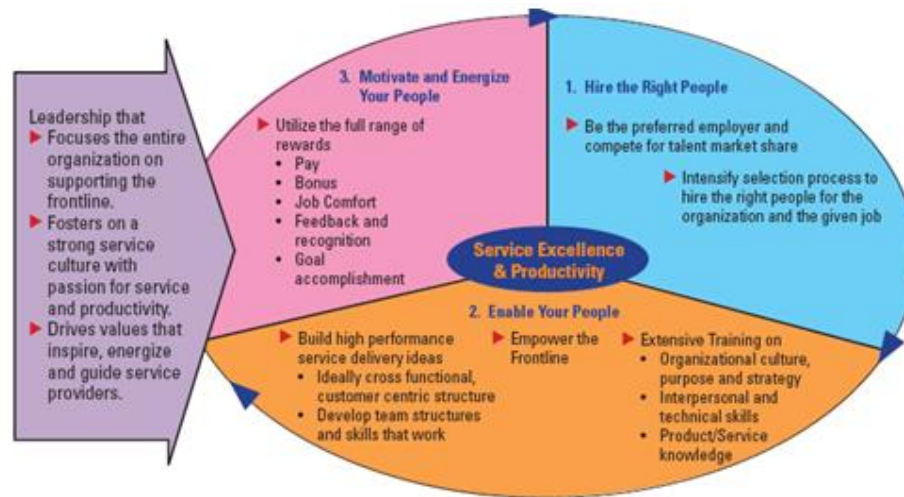 Leadership that
Focuses the entire
organization on
supporting the
frontline.
Fosters on a
strong service
culture with
passion for service
and productivity.
Drives values that
inspire, energize
and guide service
providers.
3. Motivate and Energize
Your People
Utilize the full range of
rewards
• Pay
• Bonus
• Job Comfort
• Feedback and
recognition
• Goal
accomplishment
1. Hire the Right People
Be the preferred employer and
compete for talent market share
Intensify selection process to
hire the right people for the
organization and the given job
Service Excellence
& Productivity
2. Enable Your People
Build high performance
service delivery ideas
• Ideally cross functional,
customer centric structure
• Develop team structures
and skills that work
Empower the
Frontline
Extensive Training on
• Organizational culture,
purpose and strategy
• Interpersonal and
technical skills
• Product/Service
knowledge